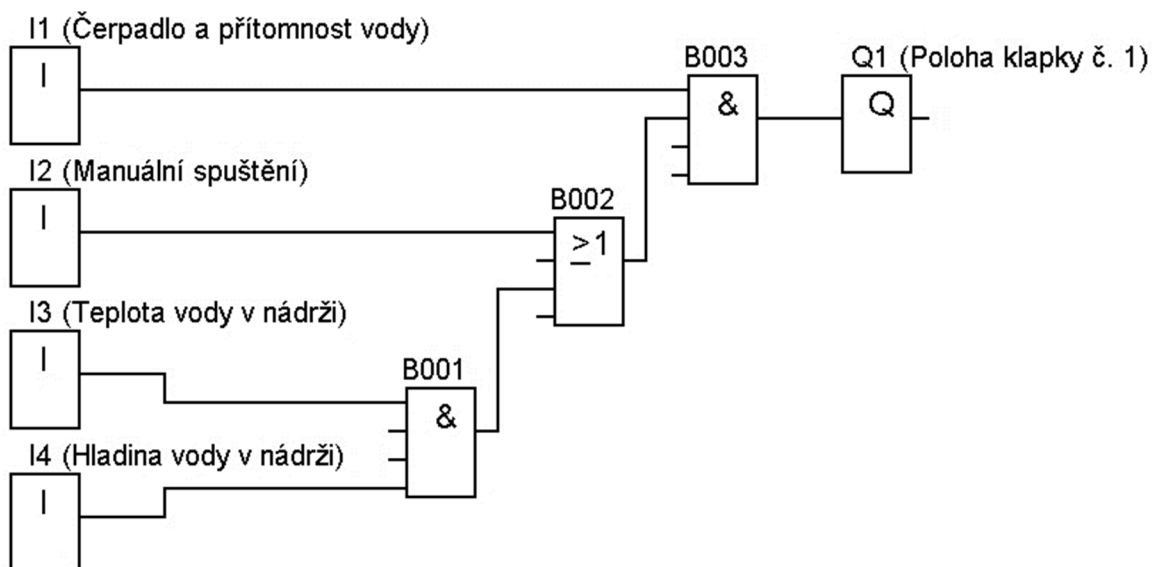 I1 (Čerpadlo a přítomnost vody)
I
B003
&
Q1 (Poloha klapky č. 1)
Q
I2 (Manuální spuštění)
I
B002
≥1
I3 (Teplota vody v nádrži)
I
B001
&
I4 (Hladina vody v nádrži)
I